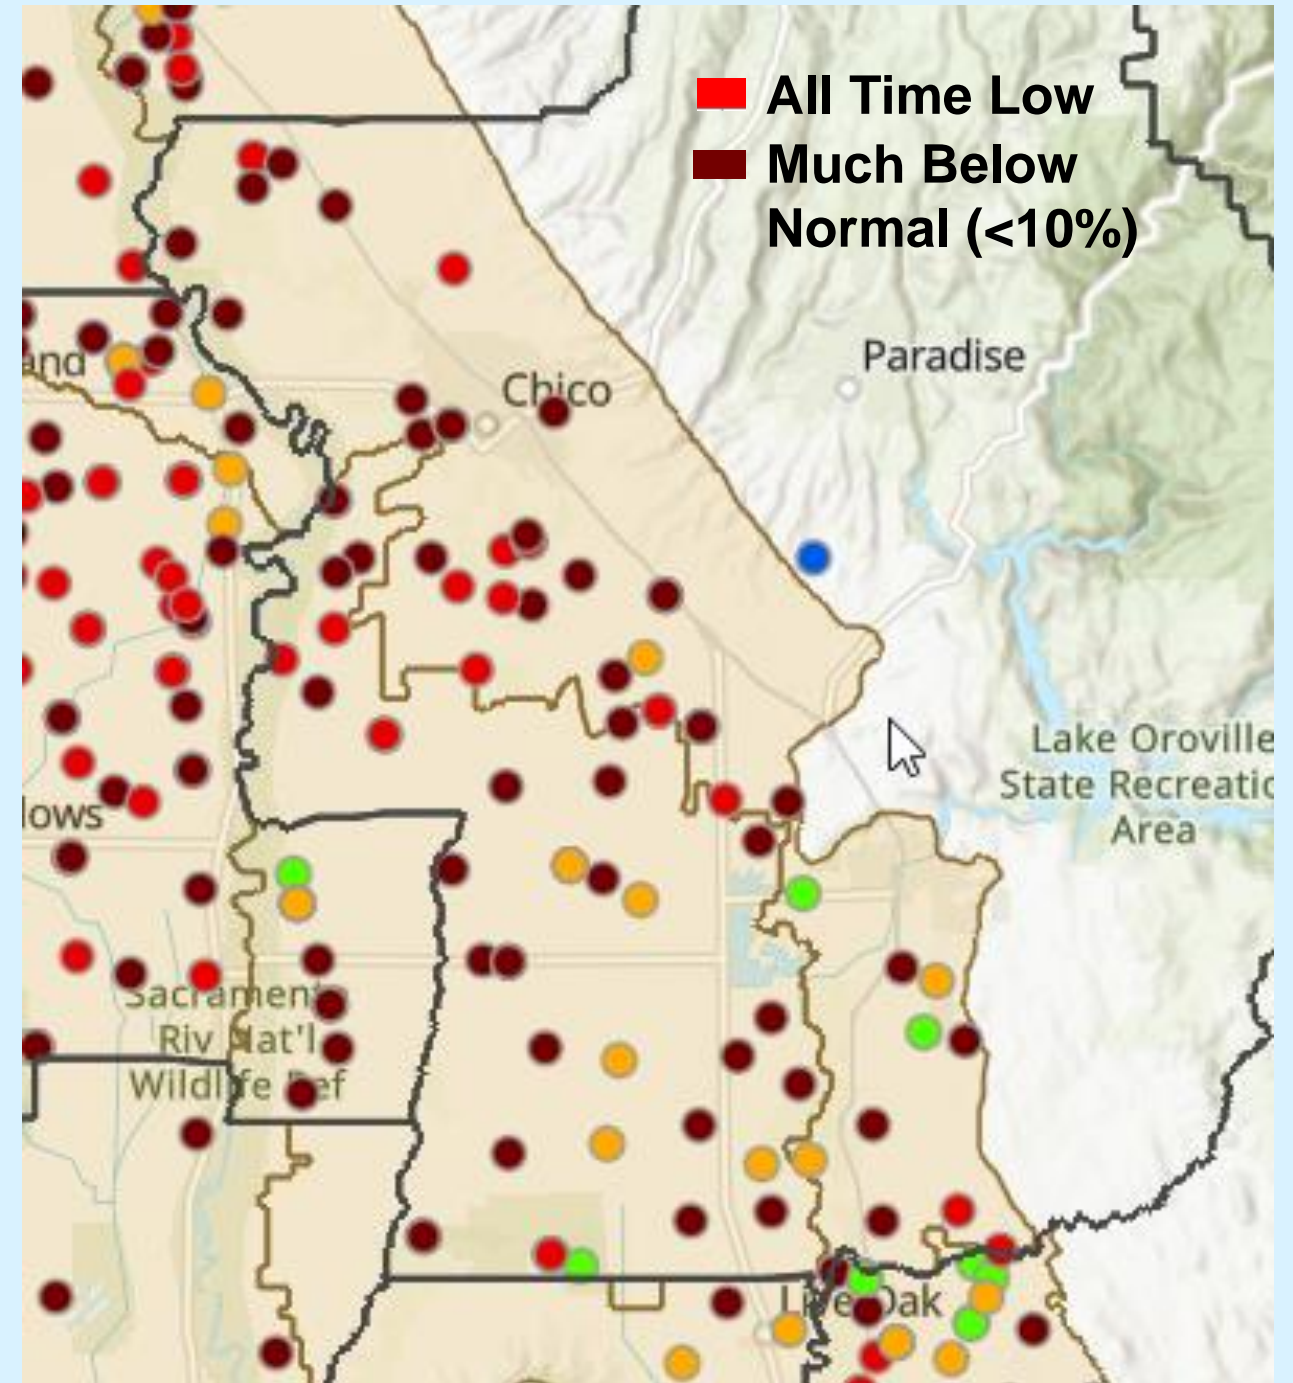 All Time Low
Much Below
Normal (<10%)
Paradise
and
Chico
Lake Oroville
State Recreatic
Area
lows
Sacrament
Riv Nat'l
Wildlife Ref
Live Oak